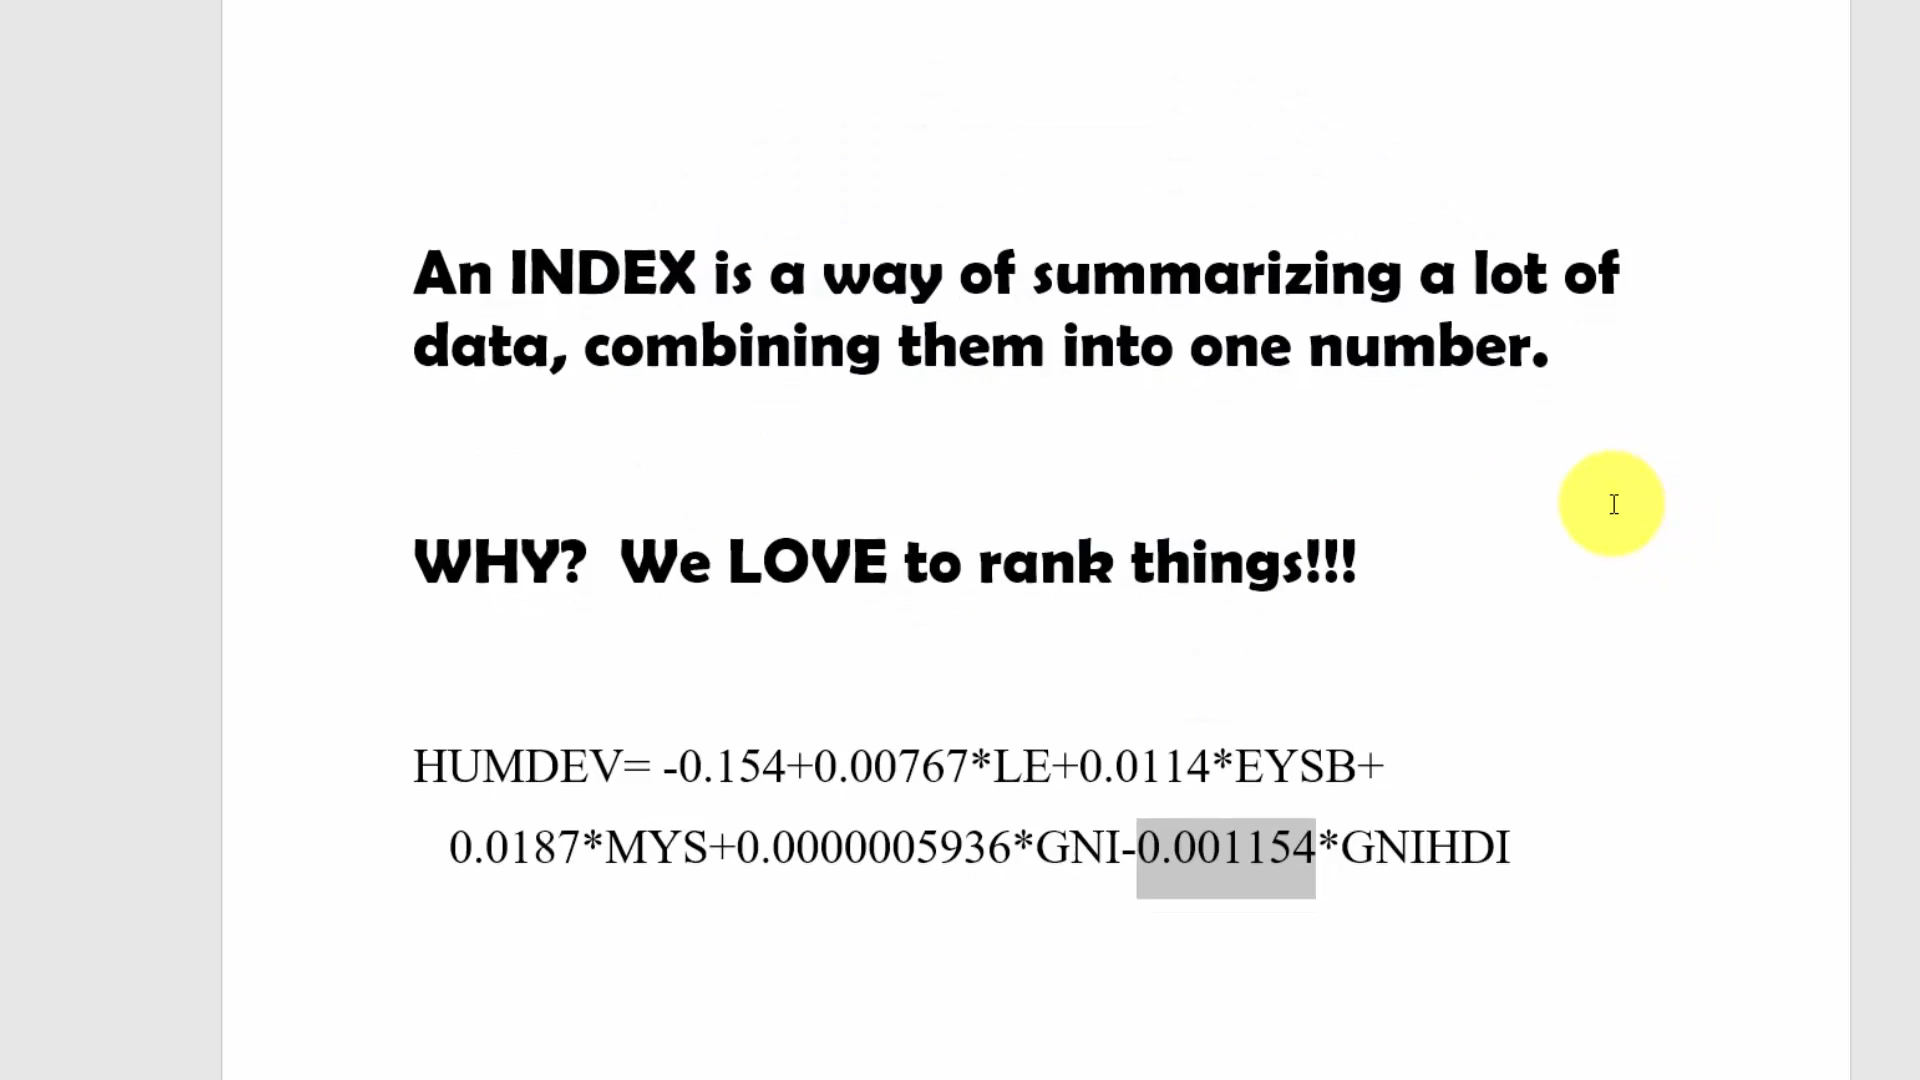 An INDEX is a way of summarizing a lot of
data, combining them into one number.
WHY?  We LOVE to rank things!!!
HUMDEV= -0.154+0.00767*LE+0.0114*EYSB+
0.0187*MYS+0.0000005936*GNI-0.001154*GNIHDI